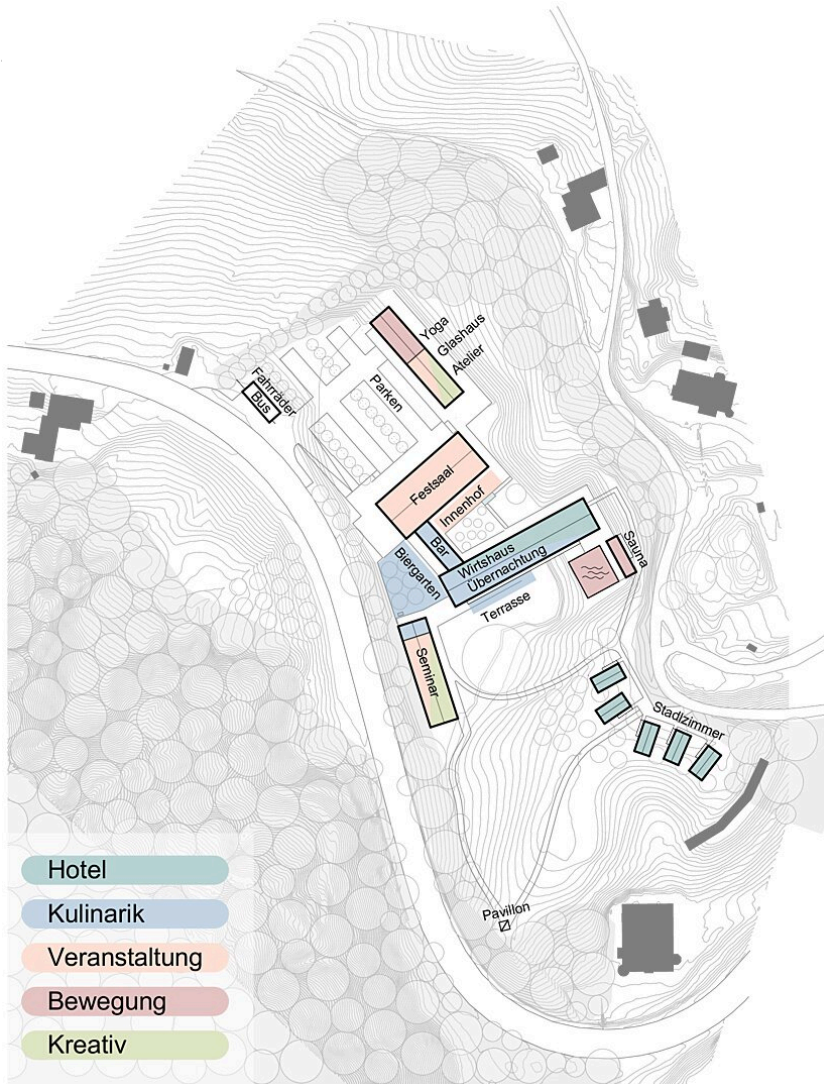 Yoga
Glashaus
Atelier
Fahrräder
Bus
Parken
Festsaal
Innenhof
Bar
Biergarten
Wirtshaus
Übernachtung
Sauna
Terrasse
Seminar
Stadlzimmer
Pavillon
Hotel
Kulinarik
Veranstaltung
Bewegung
Kreativ